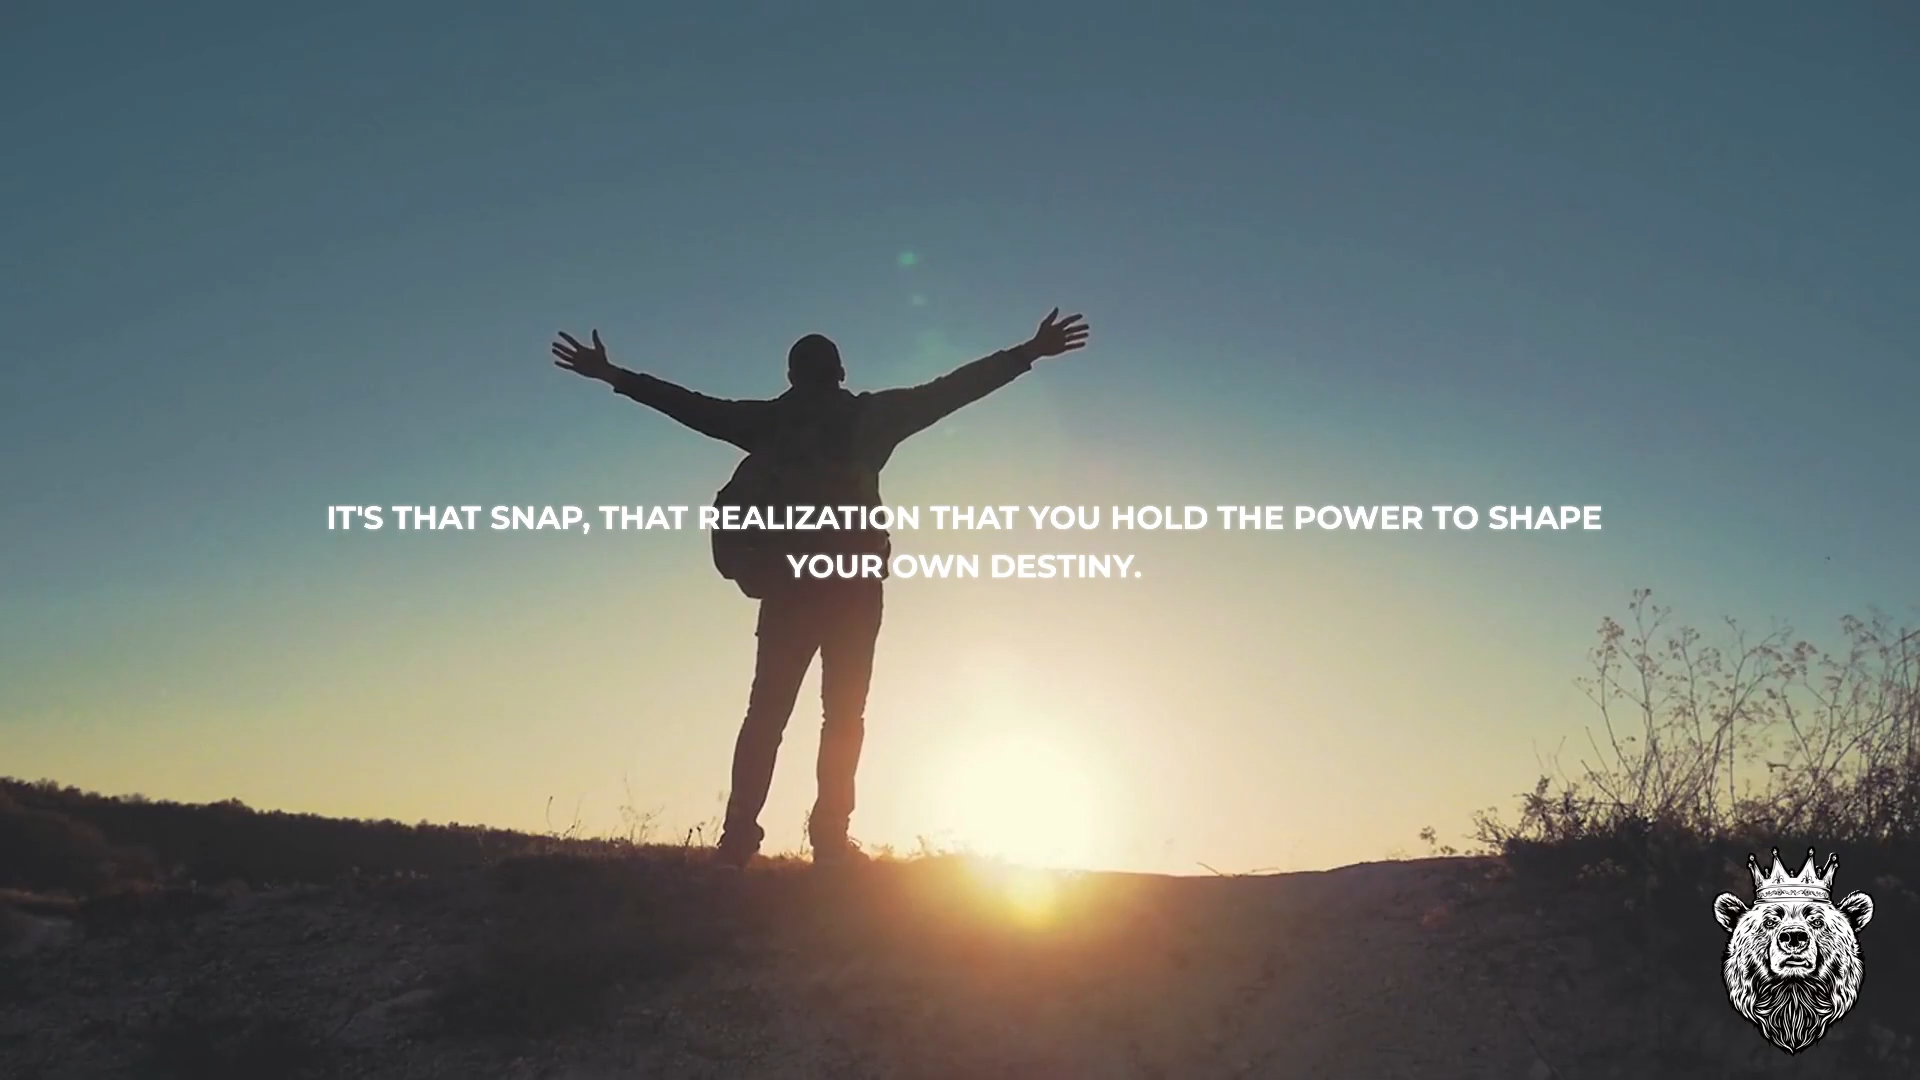 IT'S THAT SNAP, THAT REALIZATION THAT YOU HOLD THE POWER TO SHAPE
YOUR OWN DESTINY.